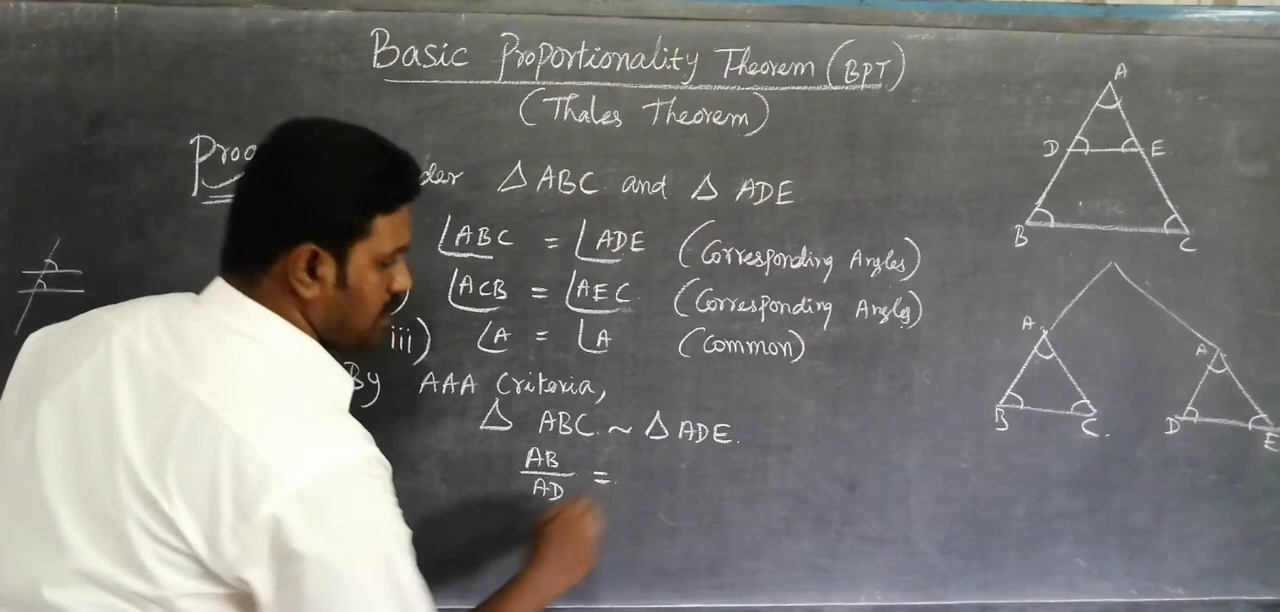 Basic Proportionality Theorem (BPT)
(Thales Theorem)
∆ ABC and ∆ ADE
∠ABC = ∠ADE (Corresponding Angles)
) ∠ACB = ∠AEC (Corresponding Angles)
iii) ∠A = ∠A (Common)
By AAA Criteria,
∆ ABC ~ ∆ ADE.
AB/AD =
A
D E
B C
A
B C
A
D E